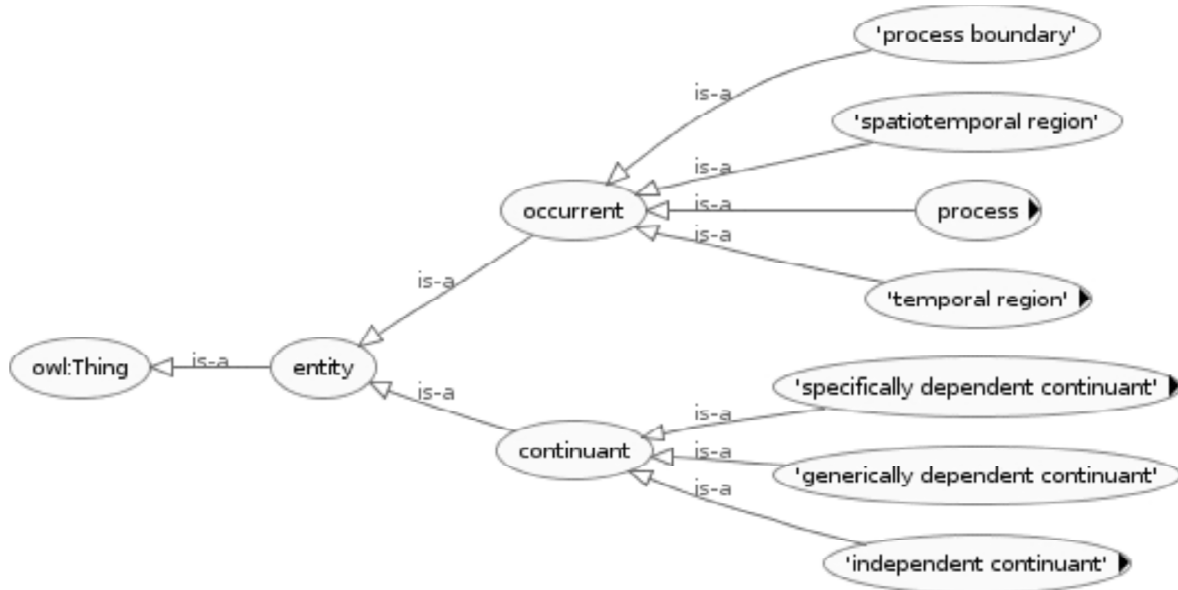 'process boundary'
is-a
'spatiotemporal region'
is-a
occurrent
is-a
process
is-a
'temporal region'
is-a
owl:Thing
is-a
entity
is-a
'specifically dependent continuant'
is-a
continuant
is-a
'generically dependent continuant'
is-a
'independent continuant'